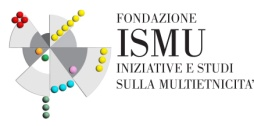 FONDAZIONE
ISMU
INIZIATIVE E STUDI
SULLA MULTIETNICITA'